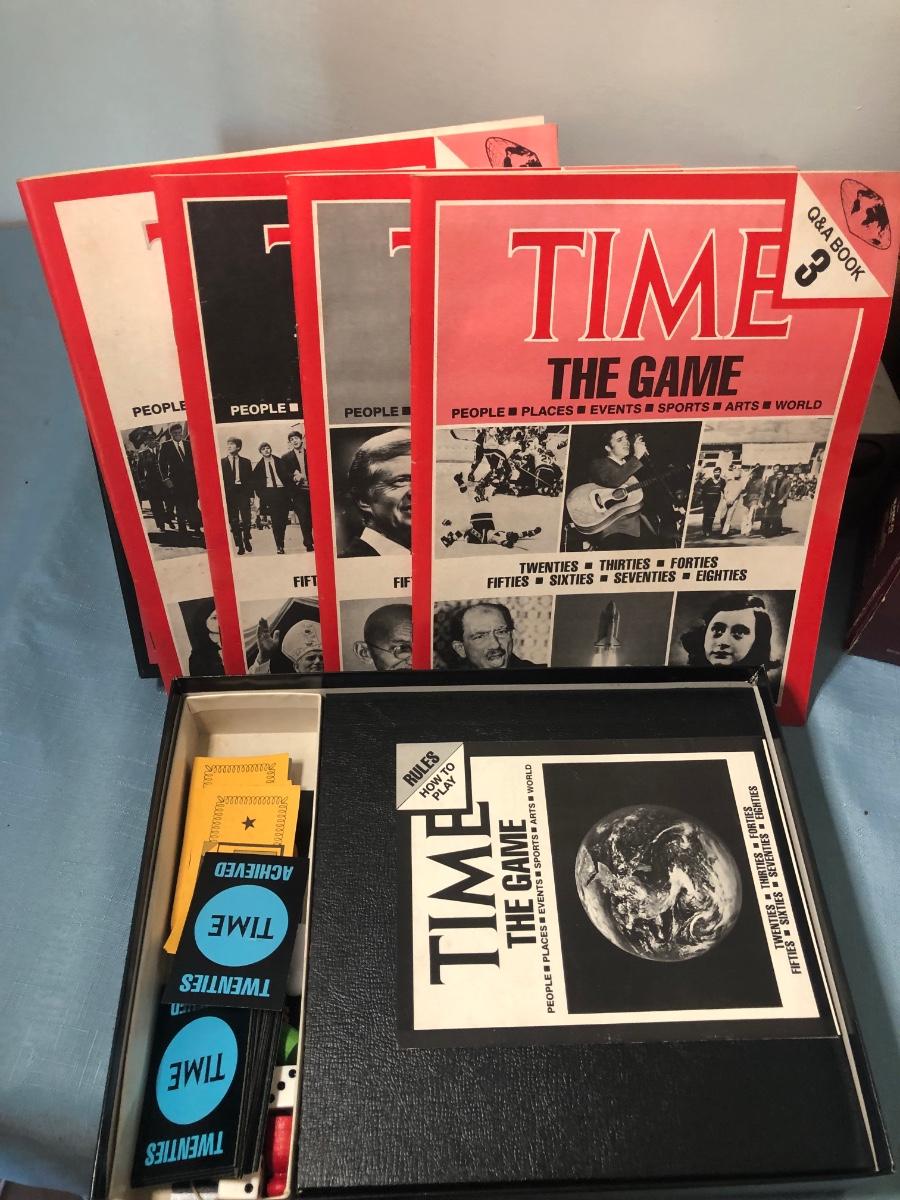 PEOPLE
PEOPLE ■
FIFT
PEOPLE ■
FIF
Q&A BOOK
3
TIME
THE GAME
PEOPLE ■ PLACES ■ EVENTS ■ SPORTS ■ ARTS ■ WORLD
TWENTIES ■ THIRTIES ■ FORTIES
FIFTIES ■ SIXTIES ■ SEVENTIES ■ EIGHTIES
RULES
HOW TO
PLAY
TIME
THE GAME
PEOPLE ■ PLACES ■ EVENTS ■ SPORTS ■ ARTS ■ WORLD
TWENTIES ■ THIRTIES ■ FORTIES
FIFTIES ■ SIXTIES ■ SEVENTIES ■ EIGHTIES
TWENTIES
TIME
ACHIEVED
TWENTIES
TIME